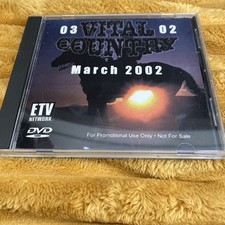 03 VITAL 02
COUNTRY
March 2002
ETV
NETWORK
DVD
For Promotional Use Only • Not For Sale